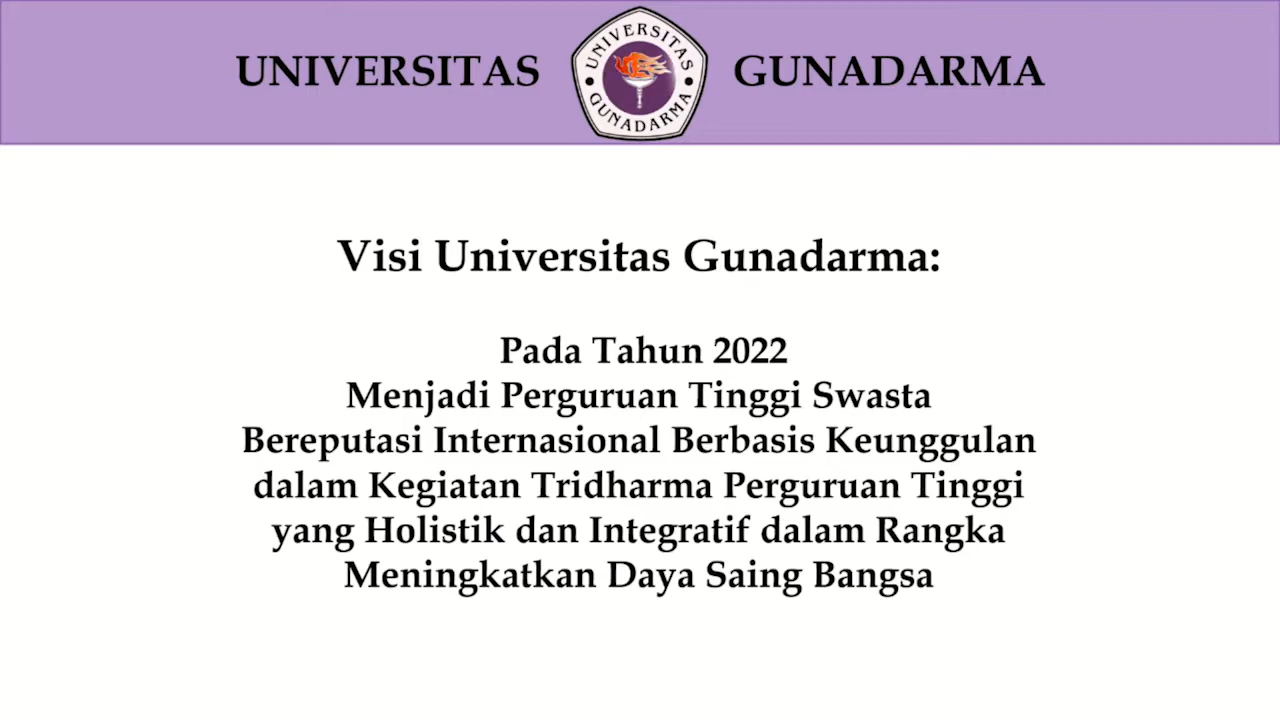 UNIVERSITAS GUNADARMA
UNIVERSITAS
GUNADARMA
Visi Universitas Gunadarma:
Pada Tahun 2022
Menjadi Perguruan Tinggi Swasta
Bereputasi Internasional Berbasis Keunggulan
dalam Kegiatan Tridharma Perguruan Tinggi
yang Holistik dan Integratif dalam Rangka
Meningkatkan Daya Saing Bangsa